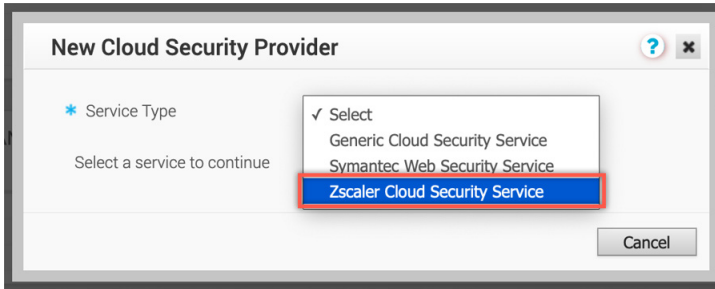 New Cloud Security Provider
?
✖
* Service Type
✓ Select
Generic Cloud Security Service
Select a service to continue
Symantec Web Security Service
Zscaler Cloud Security Service
Cancel